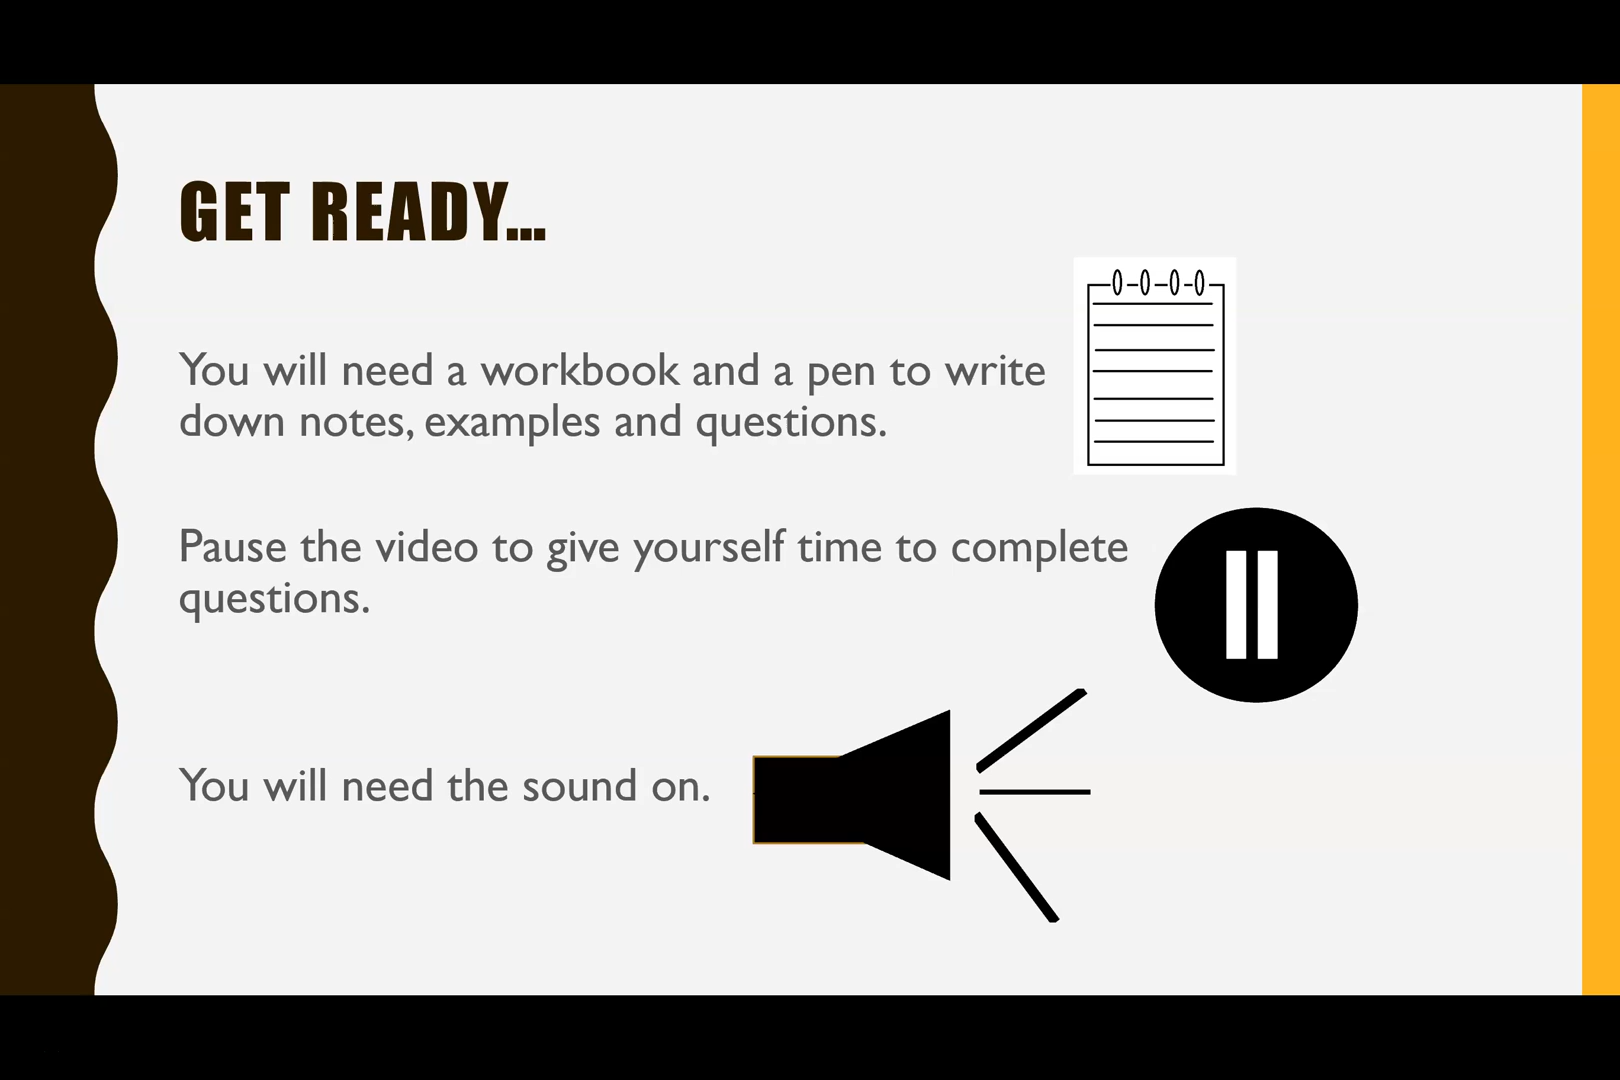 GET READY...
You will need a workbook and a pen to write
down notes, examples and questions.
Pause the video to give yourself time to complete
questions.
You will need the sound on.